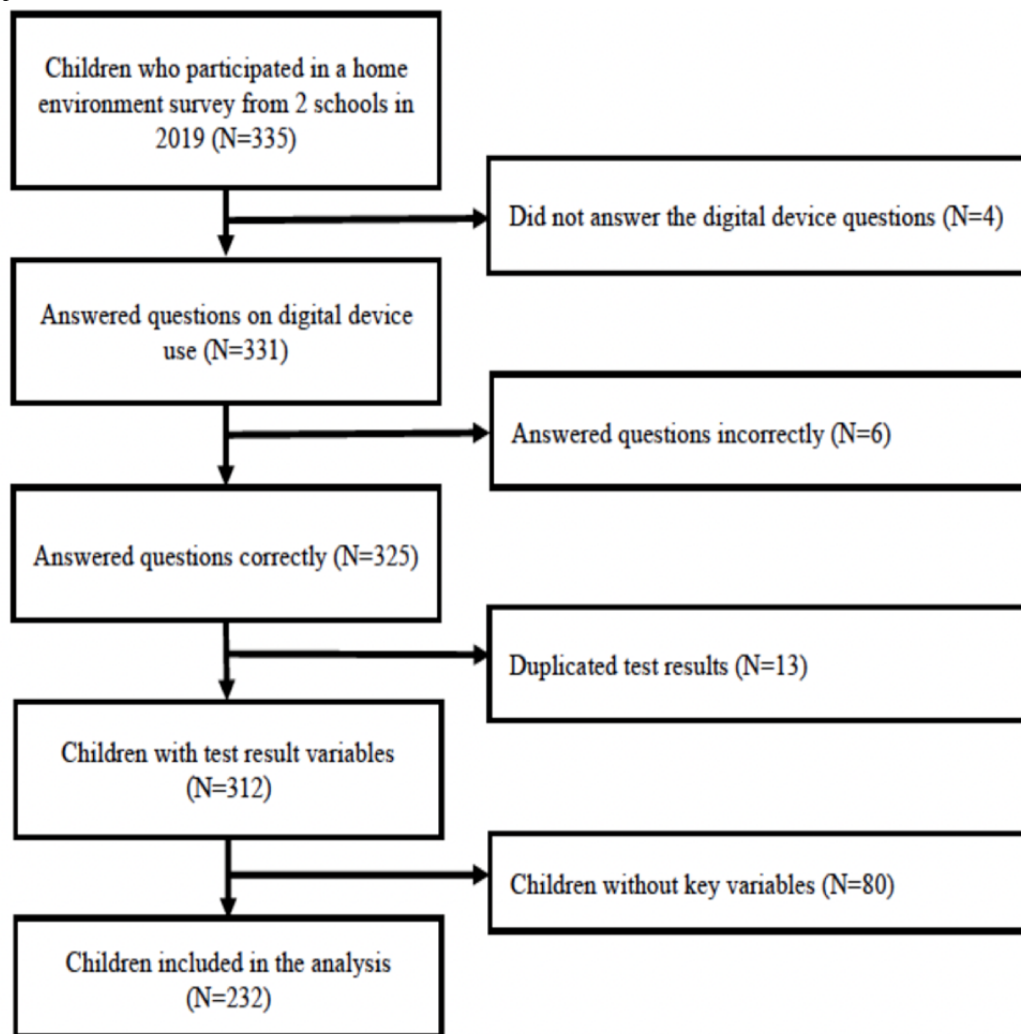 Children who participated in a home
environment survey from 2 schools in
2019 (N=335)
Did not answer the digital device questions (N=4)
Answered questions on digital device
use (N=331)
Answered questions incorrectly (N=6)
Answered questions correctly (N=325)
Duplicated test results (N=13)
Children with test result variables
(N=312)
Children without key variables (N=80)
Children included in the analysis
(N=232)